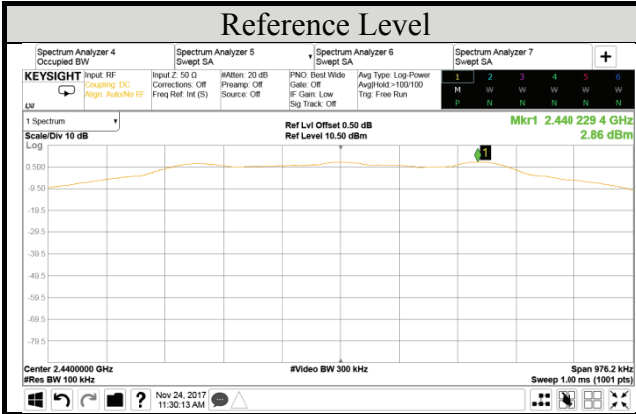 Reference Level
Spectrum Analyzer 4 Occupied BW
Spectrum Analyzer 5 Swept SA
Spectrum Analyzer 6 Swept SA
Spectrum Analyzer 7 Swept SA
+
KEYSIGHT
LXI
Input: RF
Coupling: DC
Align: Auto/No RF
Input Z: 50 Ω
Corrections: Off
Freq Ref: Int (S)
#Atten: 20 dB
Preamp: Off
Source: Off
PNO: Best Wide
Gate: Off
IF Gain: Low
Sig Track: Off
Avg Type: Log-Power
Avg|Hold:>100/100
Trig: Free Run
1 2 3 4 5 6
M W W W W W
P N N N N N
1 Spectrum
Scale/Div 10 dB
Log
Ref Lvl Offset 0.50 dB
Ref Level 10.50 dBm
Mkr1 2.440 229 4 GHz
2.86 dBm
1
0.500
-9.50
-19.5
-29.5
-39.5
-49.5
-59.5
-69.5
-79.5
Center 2.4400000 GHz
#Res BW 100 kHz
#Video BW 300 kHz
Span 976.2 kHz
Sweep 1.00 ms (1001 pts)
?
Nov 24, 2017
11:30:13 AM